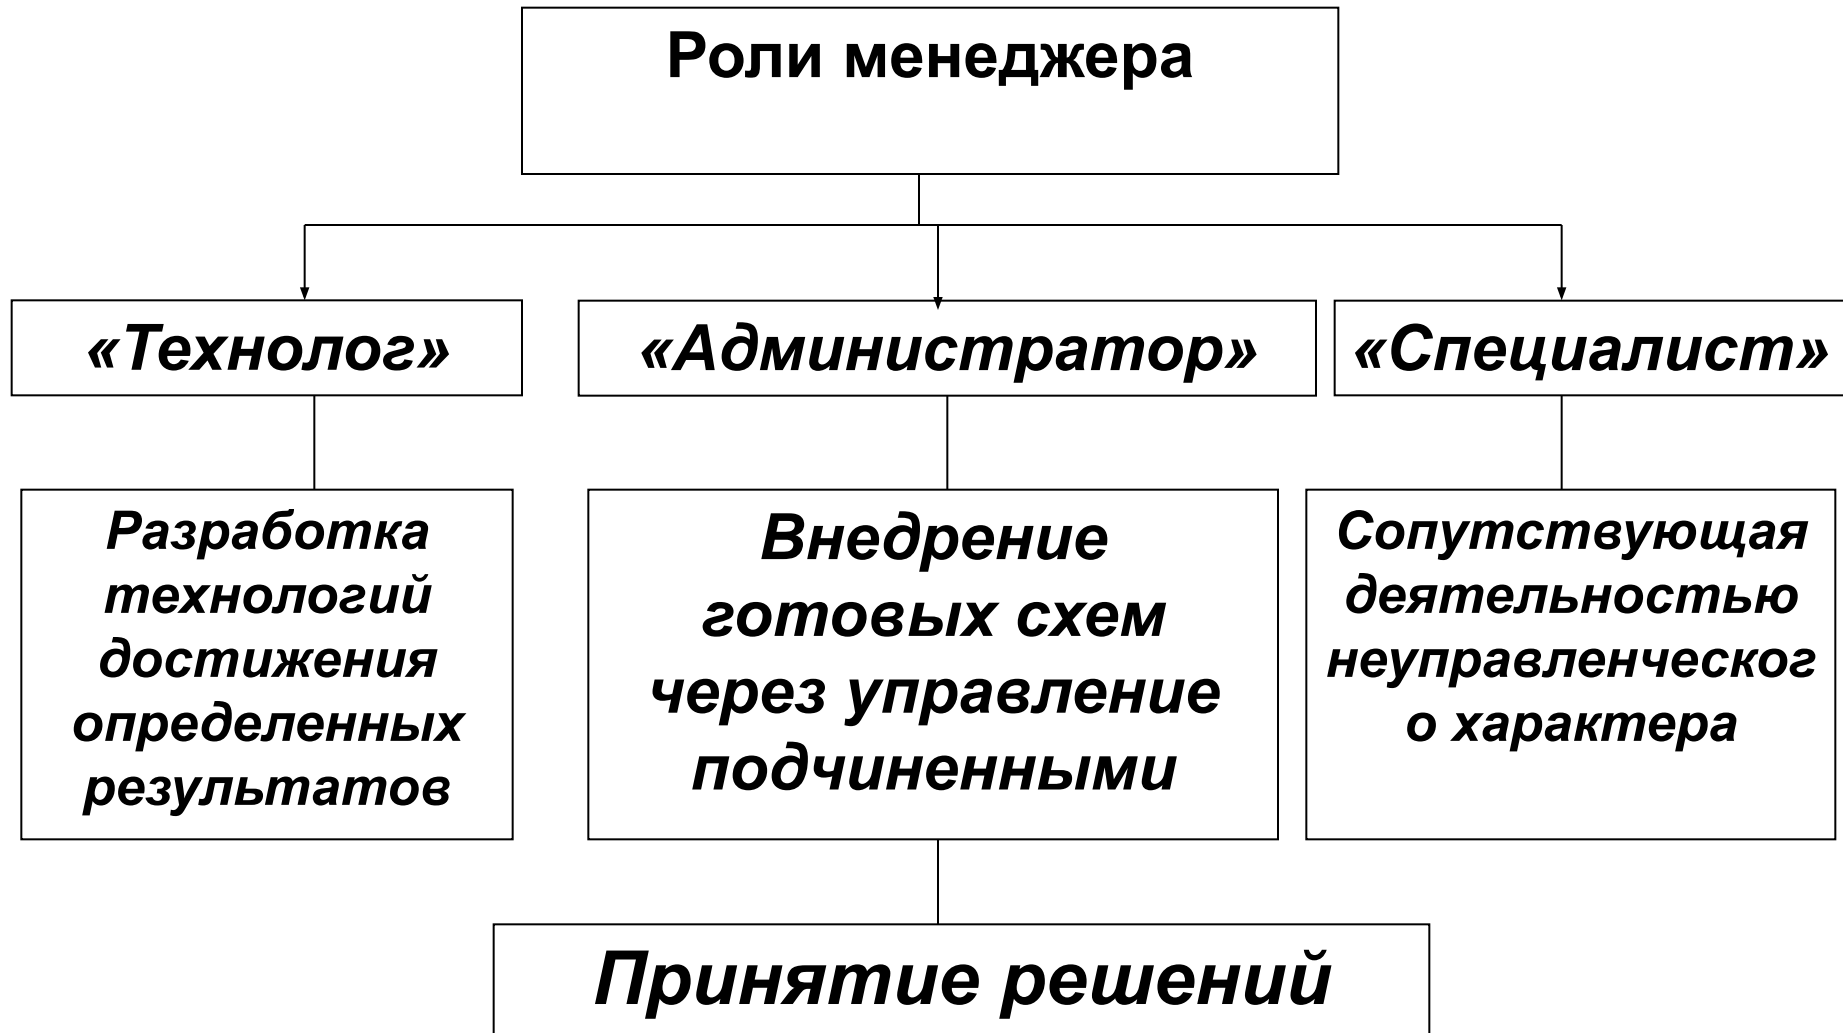 Роли менеджера
«Технолог»
«Администратор»
«Специалист»
Разработка
технологий
достижения
определенных
результатов
Внедрение
готовых схем
через управление
подчиненными
Сопутствующая
деятельностью
неуправленческог
о характера
Принятие решений